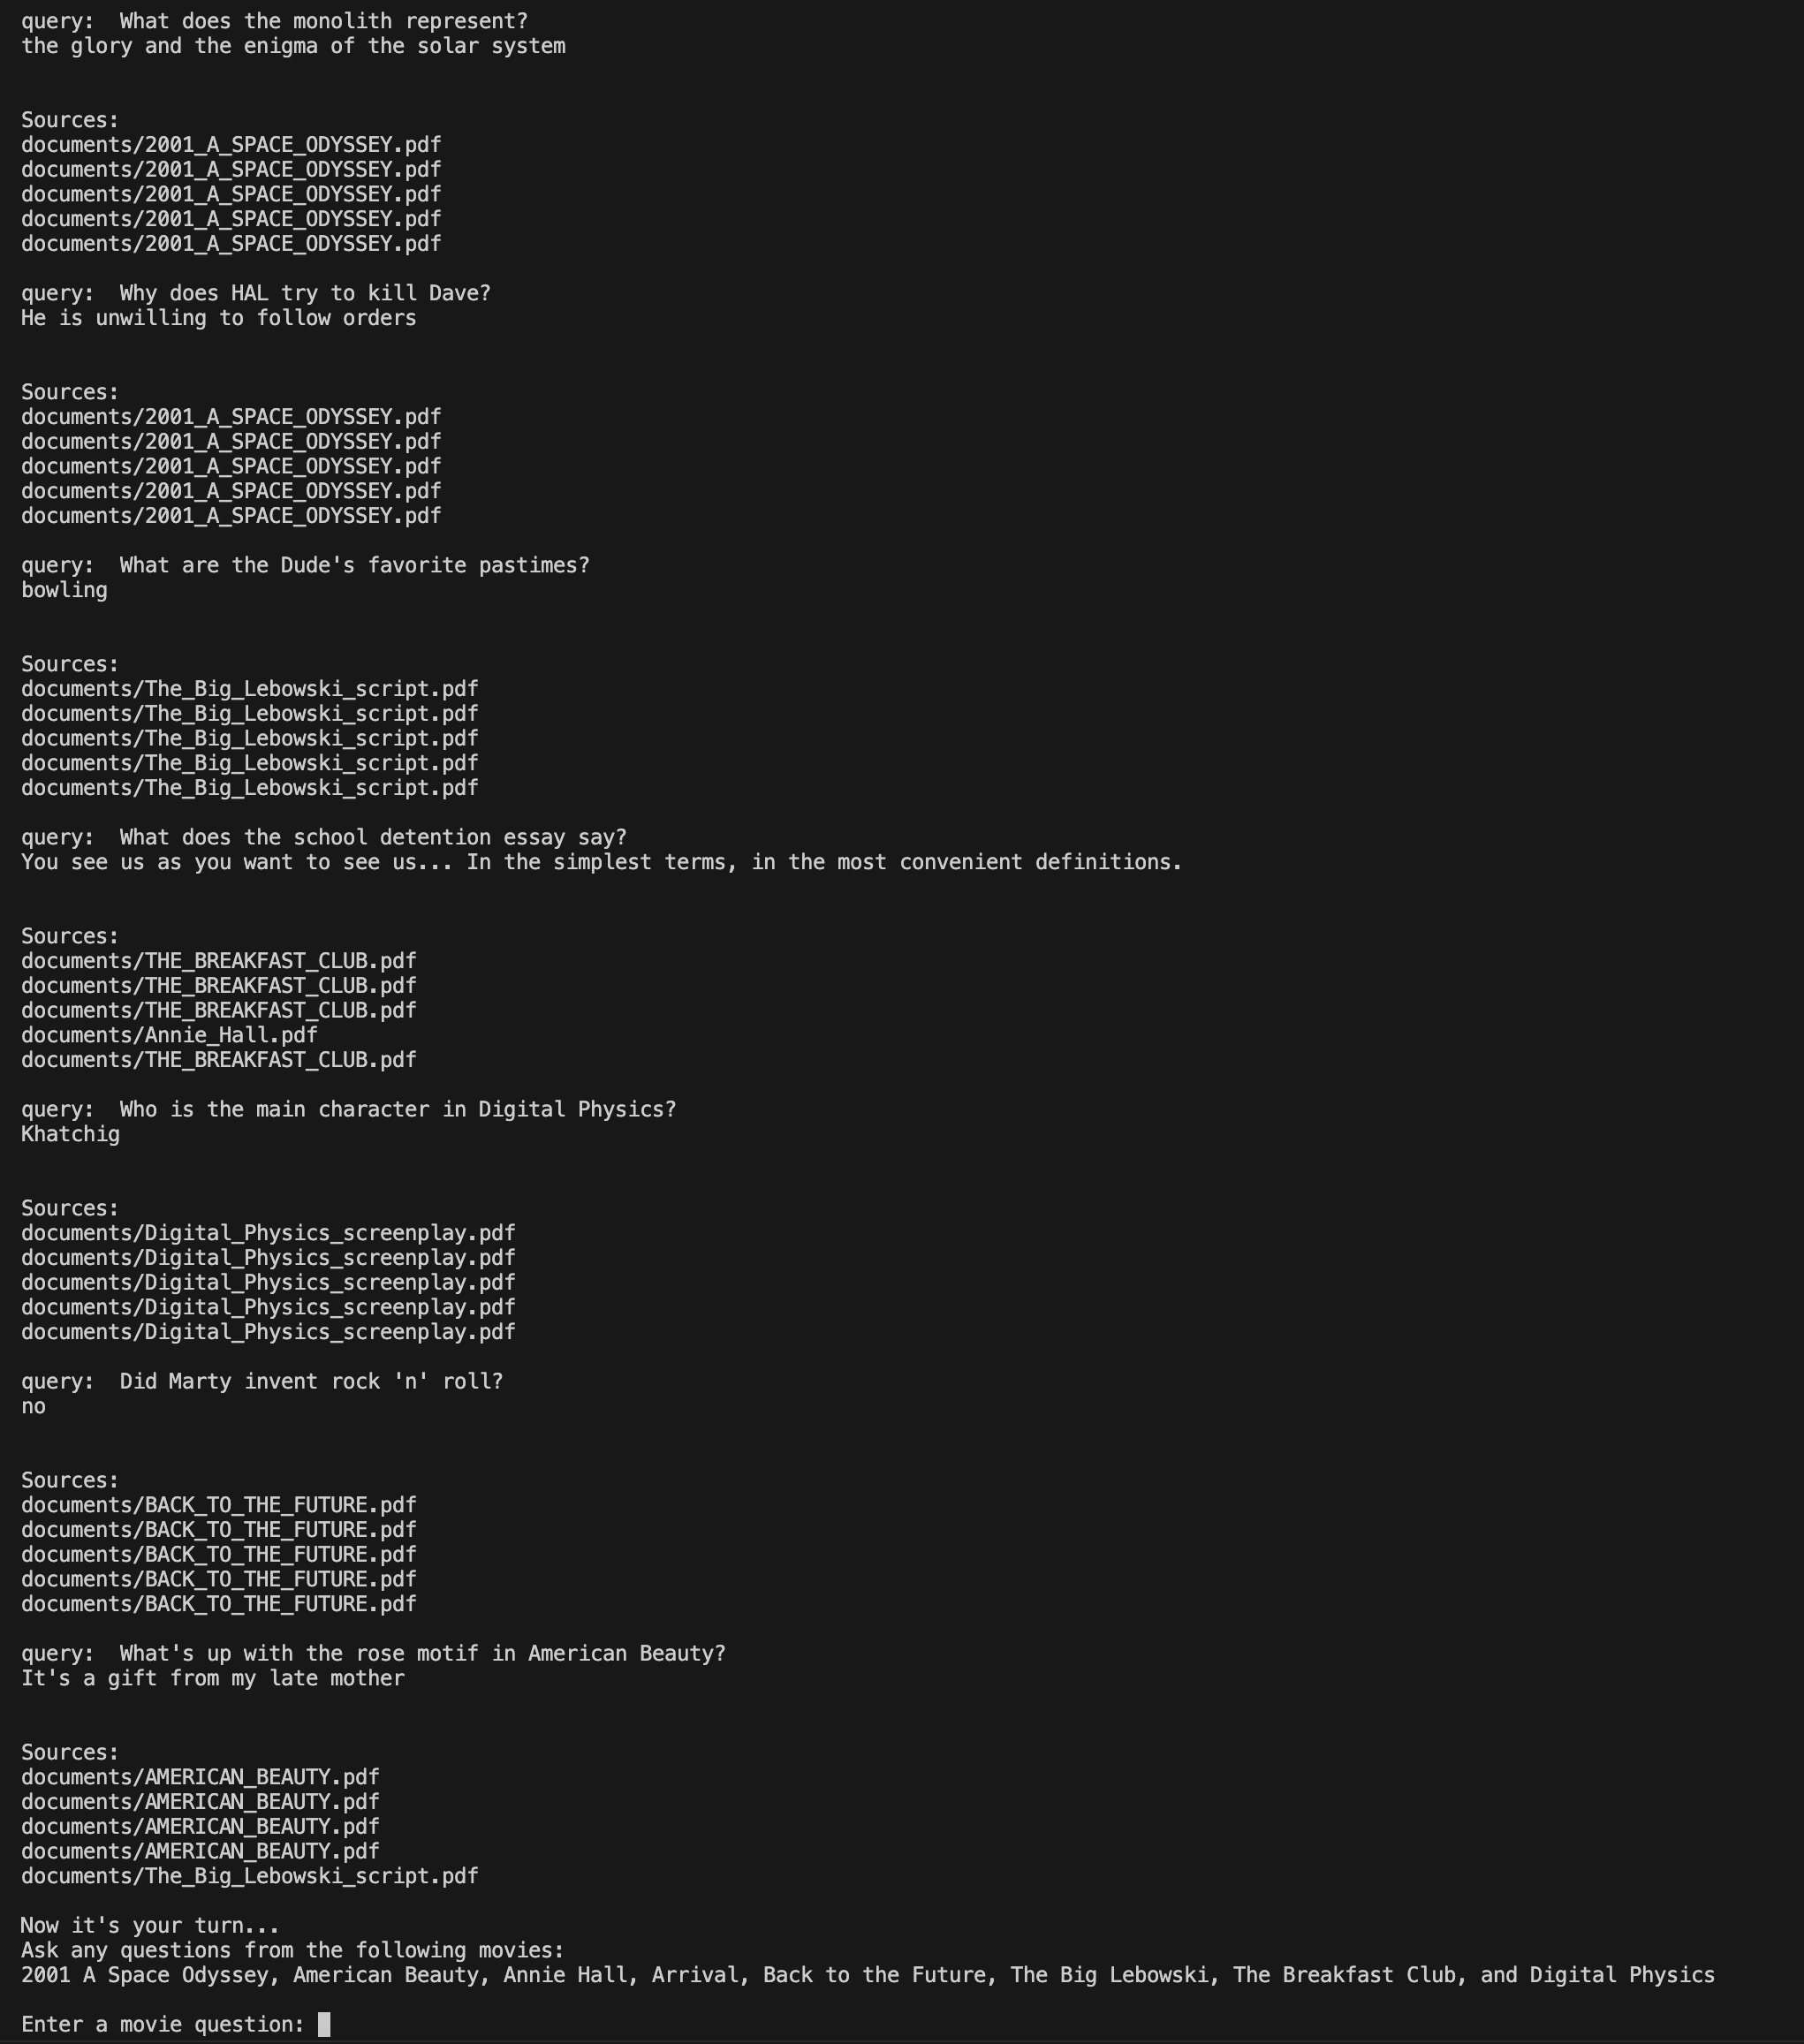 query:  What does the monolith represent?
the glory and the enigma of the solar system
Sources:
documents/2001_A_SPACE_ODYSSEY.pdf
documents/2001_A_SPACE_ODYSSEY.pdf
documents/2001_A_SPACE_ODYSSEY.pdf
documents/2001_A_SPACE_ODYSSEY.pdf
documents/2001_A_SPACE_ODYSSEY.pdf
query:  Why does HAL try to kill Dave?
He is unwilling to follow orders
Sources:
documents/2001_A_SPACE_ODYSSEY.pdf
documents/2001_A_SPACE_ODYSSEY.pdf
documents/2001_A_SPACE_ODYSSEY.pdf
documents/2001_A_SPACE_ODYSSEY.pdf
documents/2001_A_SPACE_ODYSSEY.pdf
query:  What are the Dude's favorite pastimes?
bowling
Sources:
documents/The_Big_Lebowski_script.pdf
documents/The_Big_Lebowski_script.pdf
documents/The_Big_Lebowski_script.pdf
documents/The_Big_Lebowski_script.pdf
documents/The_Big_Lebowski_script.pdf
query:  What does the school detention essay say?
You see us as you want to see us... In the simplest terms, in the most convenient definitions.
Sources:
documents/THE_BREAKFAST_CLUB.pdf
documents/THE_BREAKFAST_CLUB.pdf
documents/THE_BREAKFAST_CLUB.pdf
documents/Annie_Hall.pdf
documents/THE_BREAKFAST_CLUB.pdf
query:  Who is the main character in Digital Physics?
Khatchig
Sources:
documents/Digital_Physics_screenplay.pdf
documents/Digital_Physics_screenplay.pdf
documents/Digital_Physics_screenplay.pdf
documents/Digital_Physics_screenplay.pdf
documents/Digital_Physics_screenplay.pdf
query:  Did Marty invent rock 'n' roll?
no
Sources:
documents/BACK_TO_THE_FUTURE.pdf
documents/BACK_TO_THE_FUTURE.pdf
documents/BACK_TO_THE_FUTURE.pdf
documents/BACK_TO_THE_FUTURE.pdf
documents/BACK_TO_THE_FUTURE.pdf
query:  What's up with the rose motif in American Beauty?
It's a gift from my late mother
Sources:
documents/AMERICAN_BEAUTY.pdf
documents/AMERICAN_BEAUTY.pdf
documents/AMERICAN_BEAUTY.pdf
documents/AMERICAN_BEAUTY.pdf
documents/The_Big_Lebowski_script.pdf
Now it's your turn...
Ask any questions from the following movies:
2001 A Space Odyssey, American Beauty, Annie Hall, Arrival, Back to the Future, The Big Lebowski, The Breakfast Club, and Digital Physics
Enter a movie question: